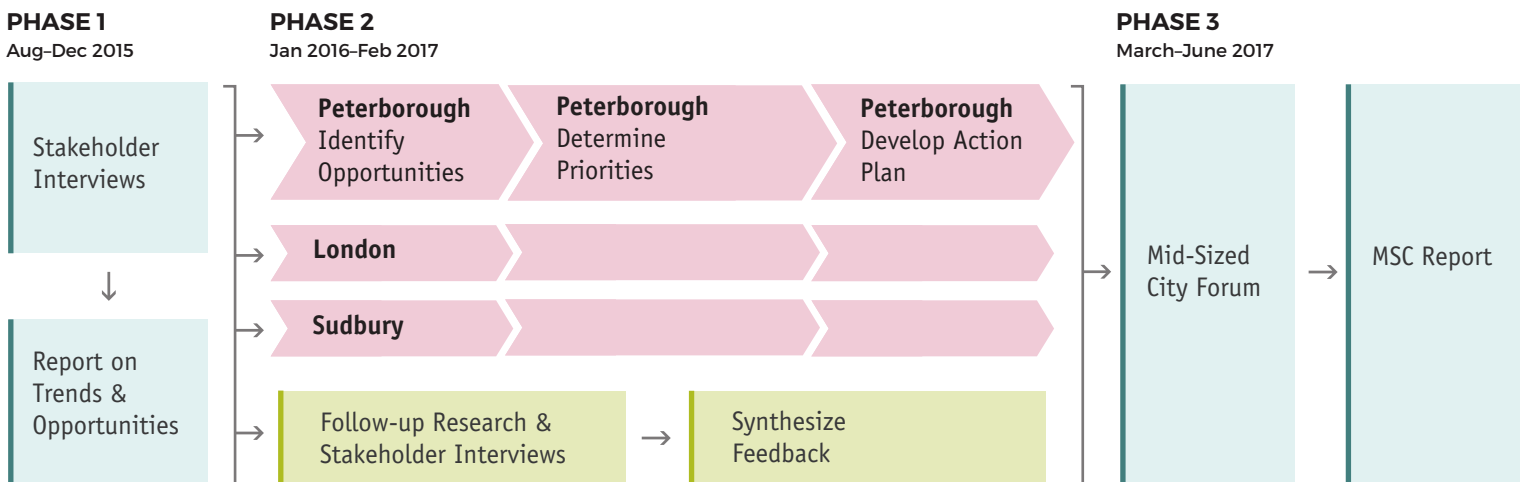 PHASE 1
Aug–Dec 2015
Stakeholder
Interviews
Report on
Trends &
Opportunities
PHASE 2
Jan 2016–Feb 2017
Peterborough
Identify
Opportunities
Peterborough
Determine
Priorities
Peterborough
Develop Action
Plan
London
Sudbury
Follow-up Research &
Stakeholder Interviews
Synthesize
Feedback
PHASE 3
March–June 2017
Mid-Sized
City Forum
MSC Report